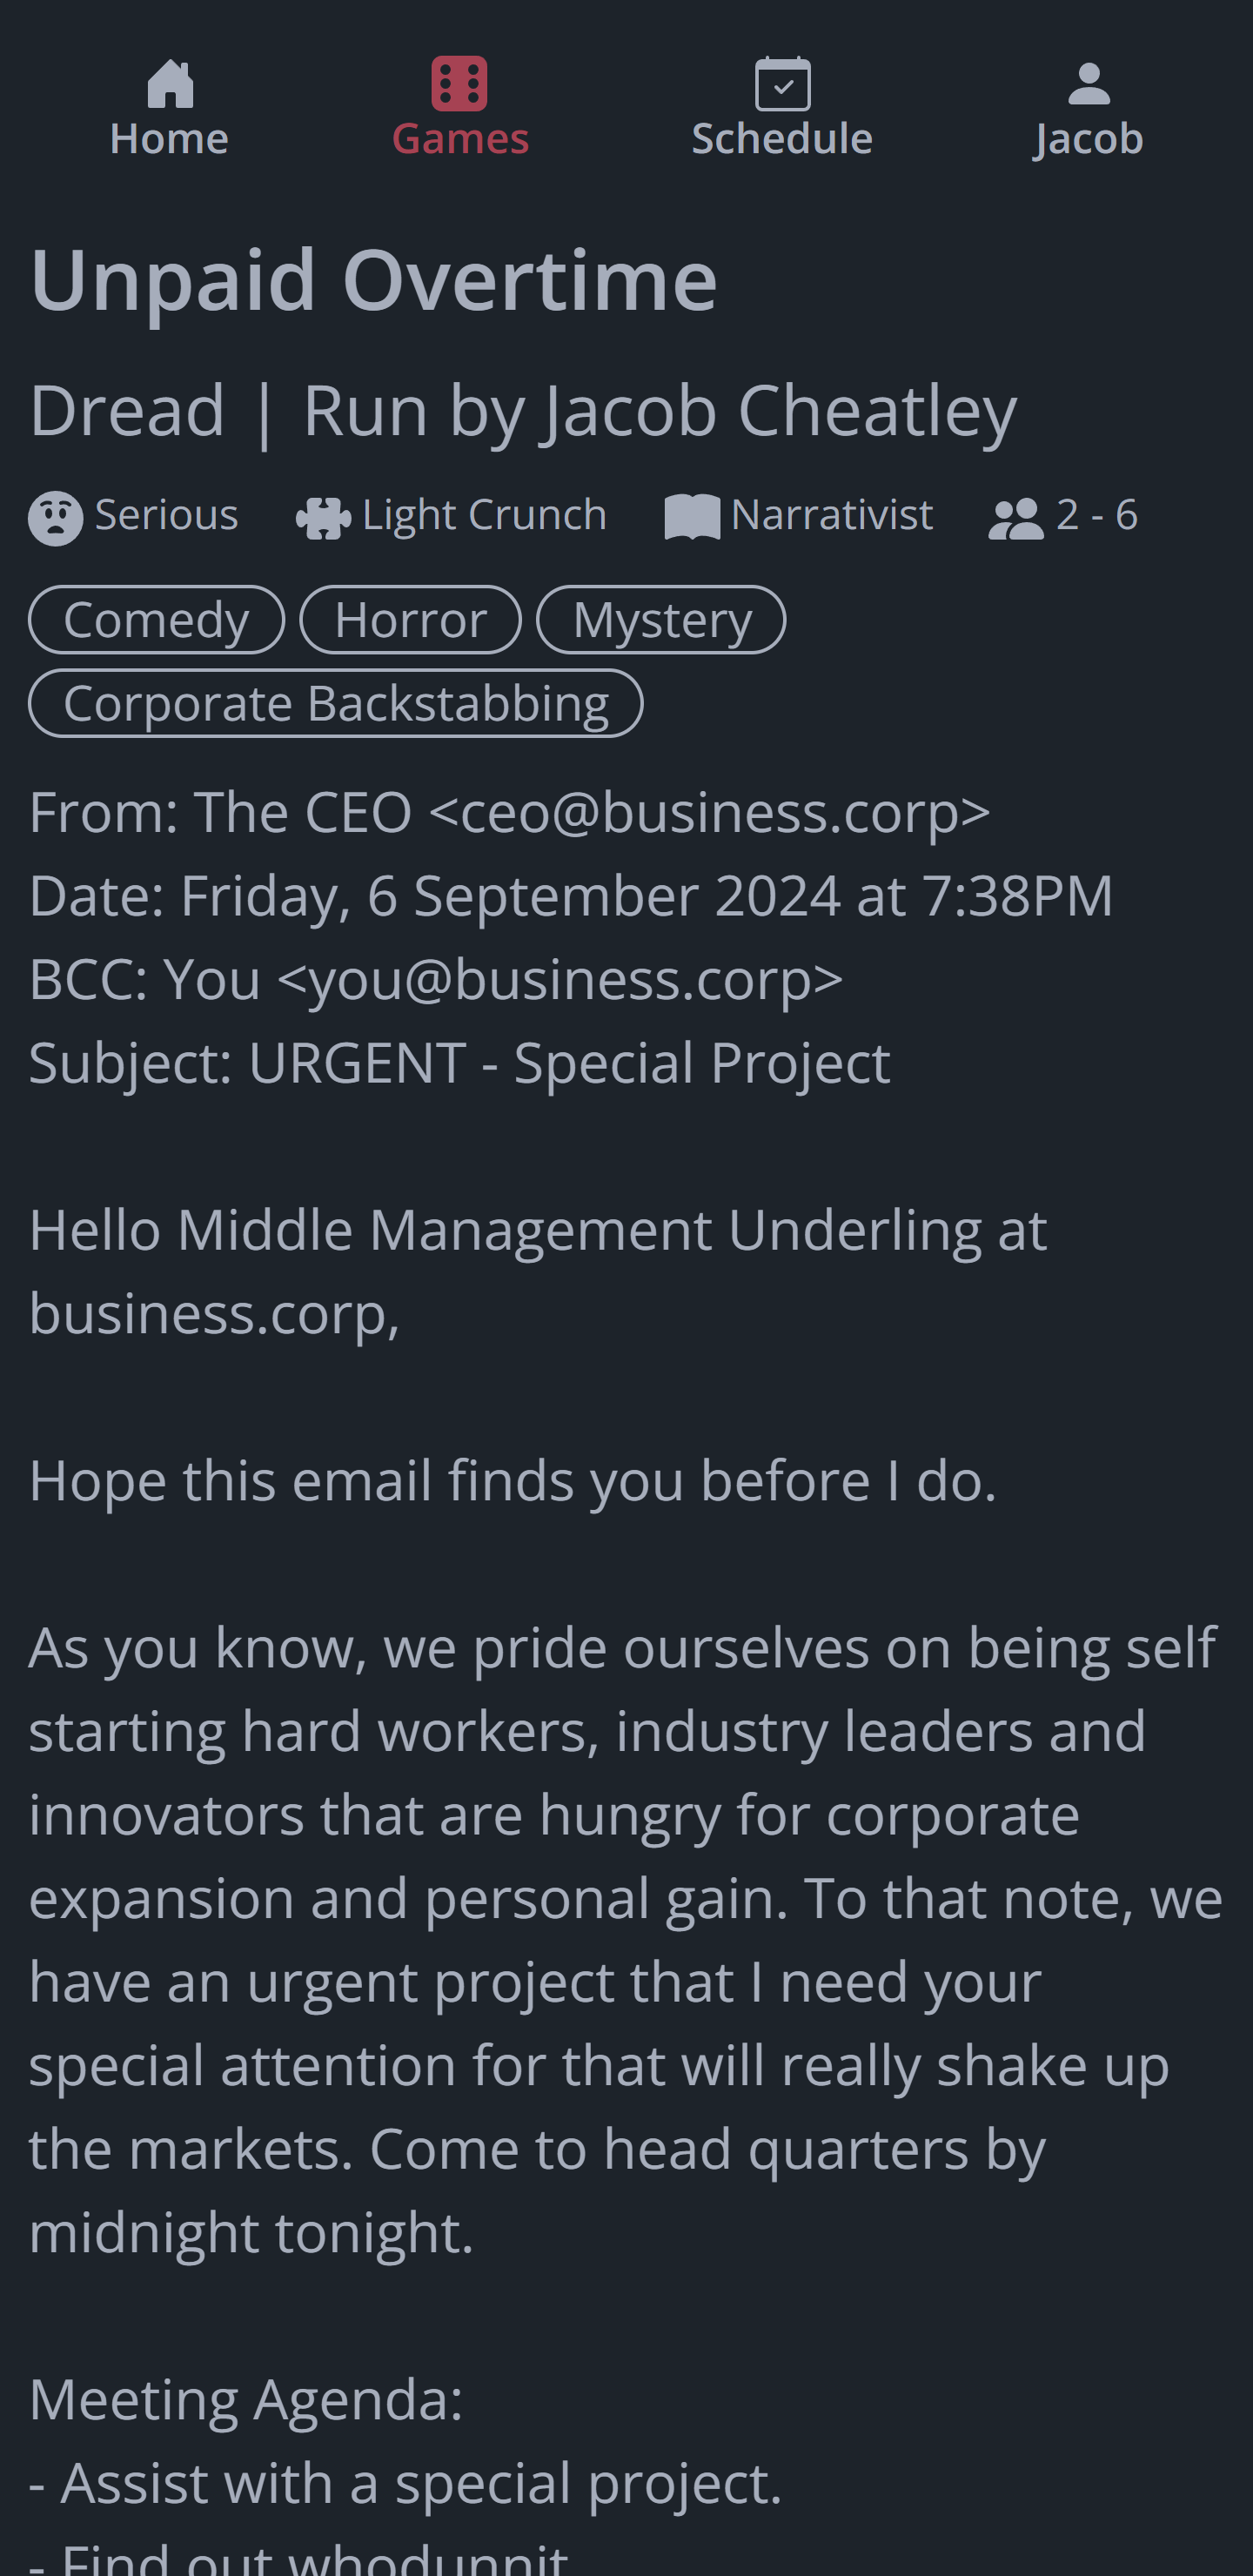 Home Games Schedule Jacob
Unpaid Overtime
Dread | Run by Jacob Cheatley
Serious Light Crunch Narrativist 2 - 6
Comedy Horror Mystery
Corporate Backstabbing
From: The CEO <ceo@business.corp>
Date: Friday, 6 September 2024 at 7:38PM
BCC: You <you@business.corp>
Subject: URGENT - Special Project
Hello Middle Management Underling at
business.corp,
Hope this email finds you before I do.
As you know, we pride ourselves on being self
starting hard workers, industry leaders and
innovators that are hungry for corporate
expansion and personal gain. To that note, we
have an urgent project that I need your
special attention for that will really shake up
the markets. Come to head quarters by
midnight tonight.
Meeting Agenda:
- Assist with a special project.
- Find out whodunnit